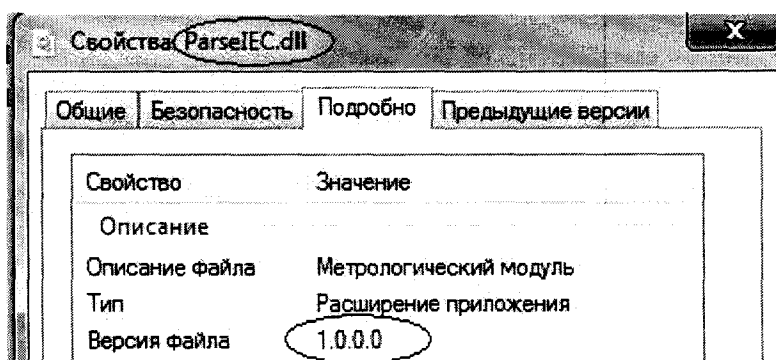 Свойства ParseIEC.dll
Общие Безопасность Подробно Предыдущие версии
Свойство Значение
Описание
Описание файла Метрологический модуль
Тип Расширение приложения
Версия файла 1.0.0.0